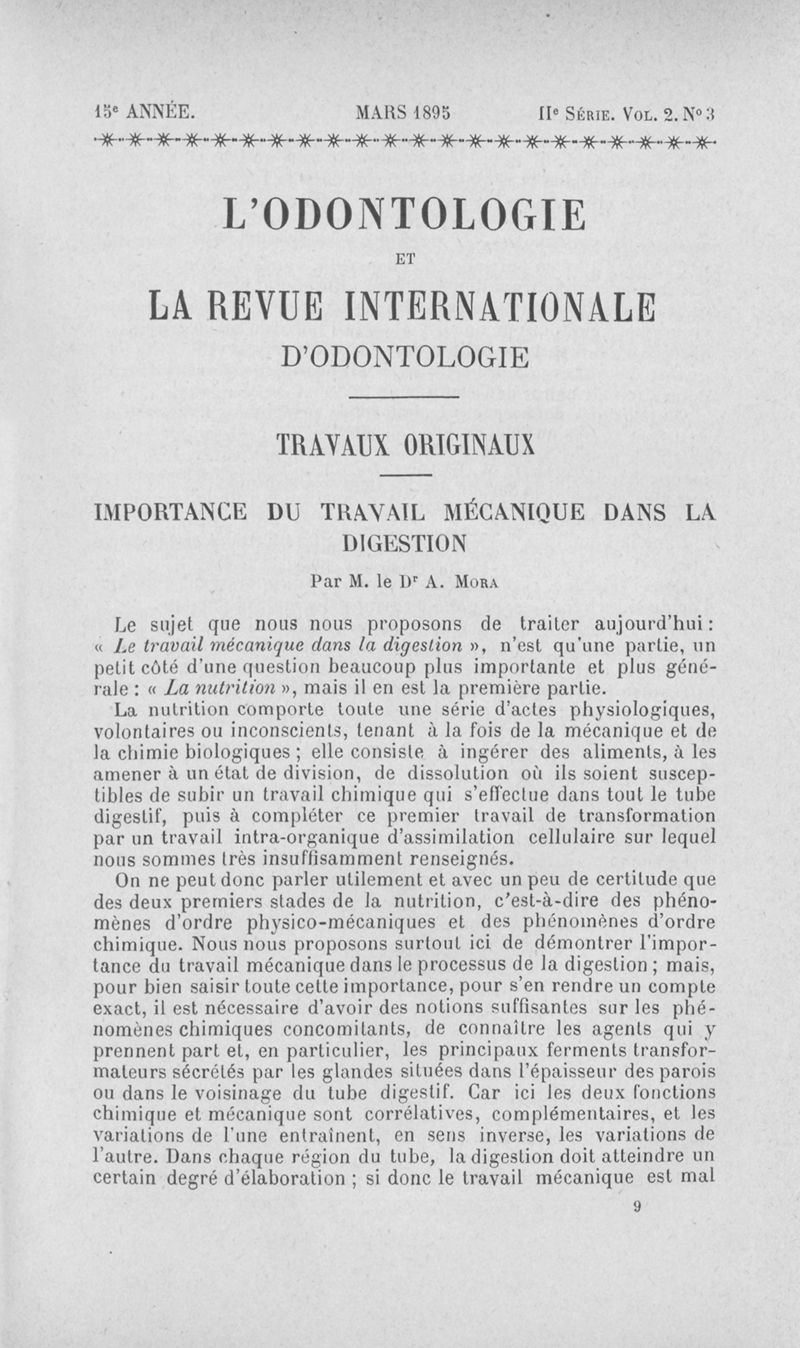 15e ANNÉE. MARS 1895 IIe SÉRIE. VOL. 2. No 3
L'ODONTOLOGIE
ET
LA REVUE INTERNATIONALE
D'ODONTOLOGIE
TRAVAUX ORIGINAUX
IMPORTANCE DU TRAVAIL MÉCANIQUE DANS LA
DIGESTION
Par M. le Dr A. MORA
Le sujet que nous nous proposons de traiter aujourd'hui :
« Le travail mécanique dans la digestion », n'est qu'une partie, un
petit côté d'une question beaucoup plus importante et plus géné-
rale : « La nutrition », mais il en est la première partie.
La nutrition comporte toute une série d'actes physiologiques,
volontaires ou inconscients, tenant à la fois de la mécanique et de
la chimie biologiques ; elle consiste à ingérer des aliments, à les
amener à un état de division, de dissolution où ils soient suscep-
tibles de subir un travail chimique qui s'effectue dans tout le tube
digestif, puis à compléter ce premier travail de transformation
par un travail intra-organique d'assimilation cellulaire sur lequel
nous sommes très insuffisamment renseignés.
On ne peut donc parler utilement et avec un peu de certitude que
des deux premiers stades de la nutrition, c'est-à-dire des phéno-
mènes d'ordre physico-mécaniques et des phénomènes d'ordre
chimique. Nous nous proposons surtout ici de démontrer l'impor-
tance du travail mécanique dans le processus de la digestion ; mais,
pour bien saisir toute cette importance, pour s'en rendre un compte
exact, il est nécessaire d'avoir des notions suffisantes sur les phé-
nomènes chimiques concomitants, de connaître les agents qui y
prennent part et, en particulier, les principaux ferments transfor-
mateurs sécrétés par les glandes situées dans l'épaisseur des parois
ou dans le voisinage du tube digestif. Car ici les deux fonctions
chimique et mécanique sont corrélatives, complémentaires, et les
variations de l'une entraînent, en sens inverse, les variations de
l'autre. Dans chaque région du tube, la digestion doit atteindre un
certain degré d'élaboration ; si donc le travail mécanique est mal
9